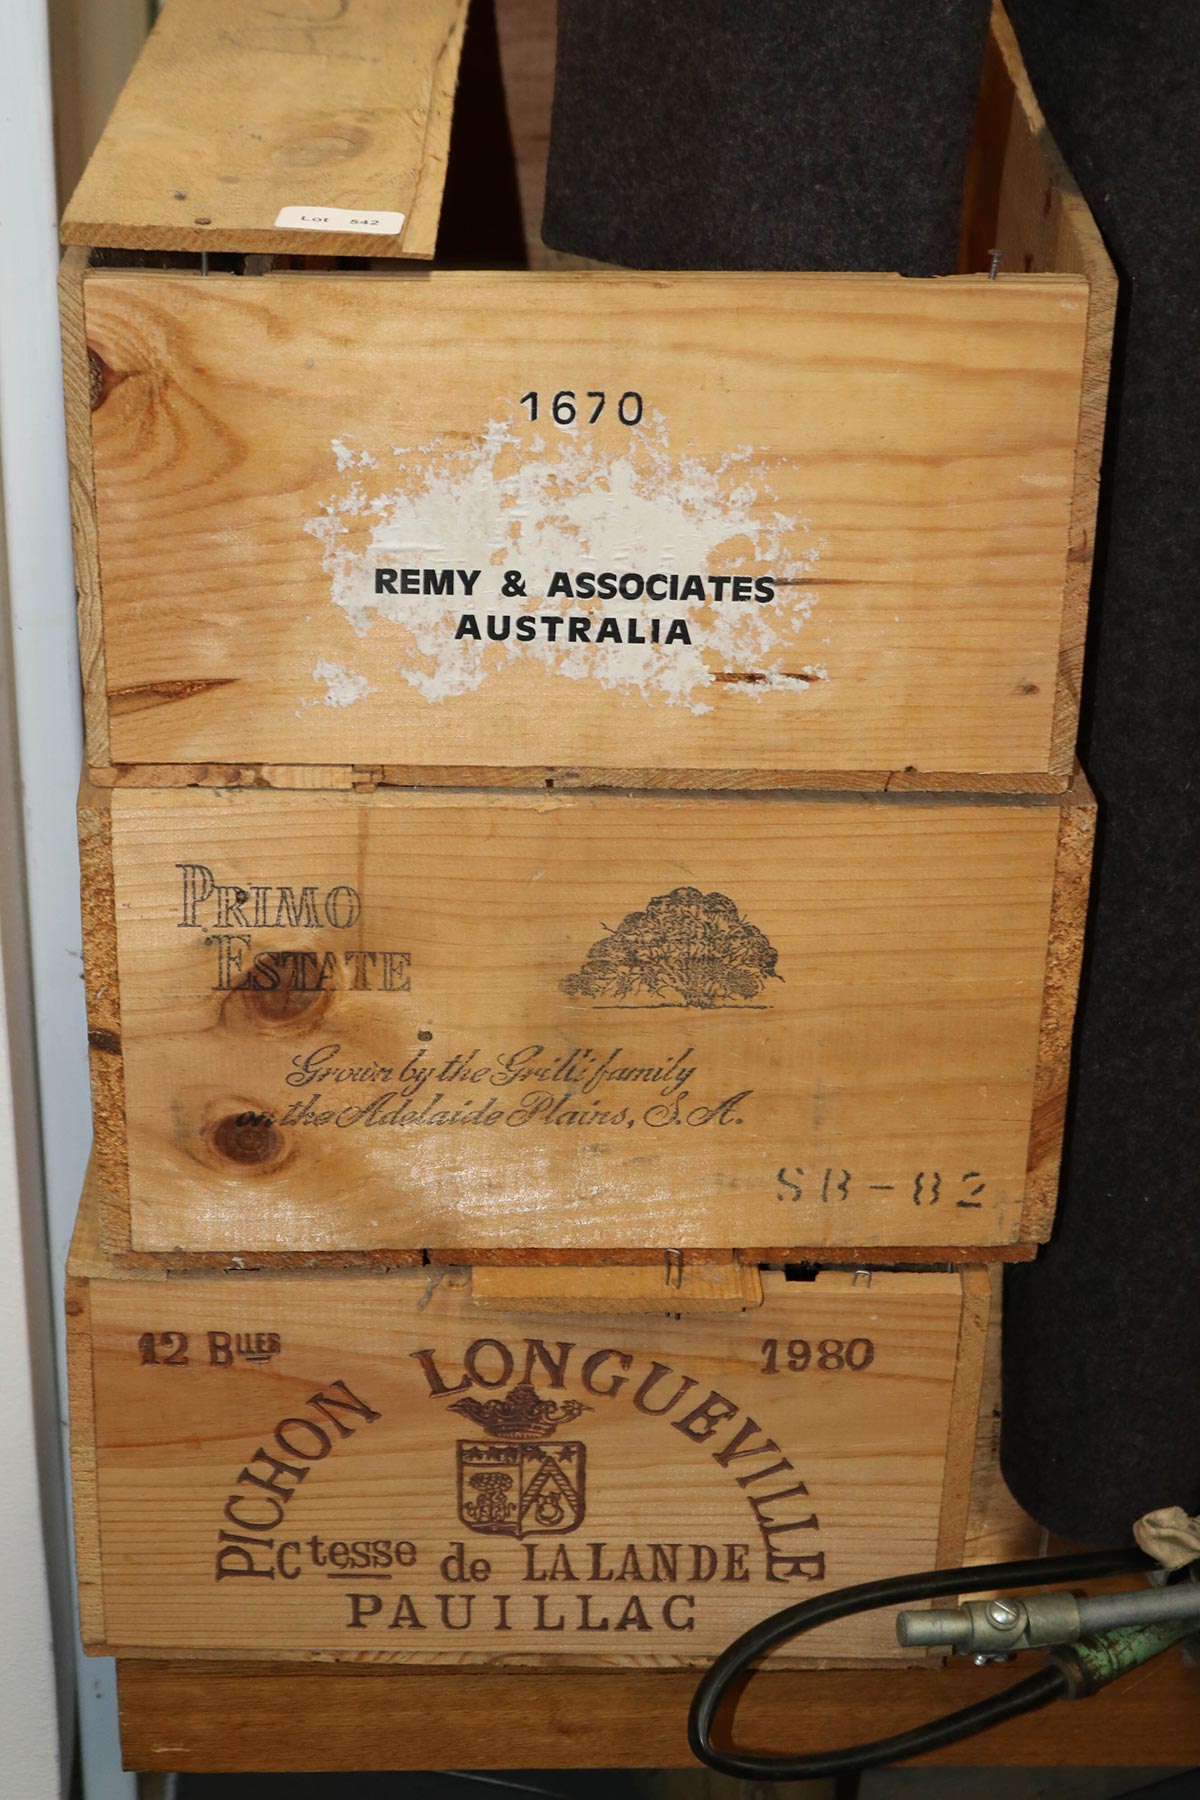 Lot 542
1670
REMY & ASSOCIATES
AUSTRALIA
PRIMO
ESTATE
Grown by the Grilli family
on the Adelaide Plains, S.A.
SB-82
12 Blles
1980
PICHON LONGUEVILLE
Ctesse de LALANDE
PAUILLAC